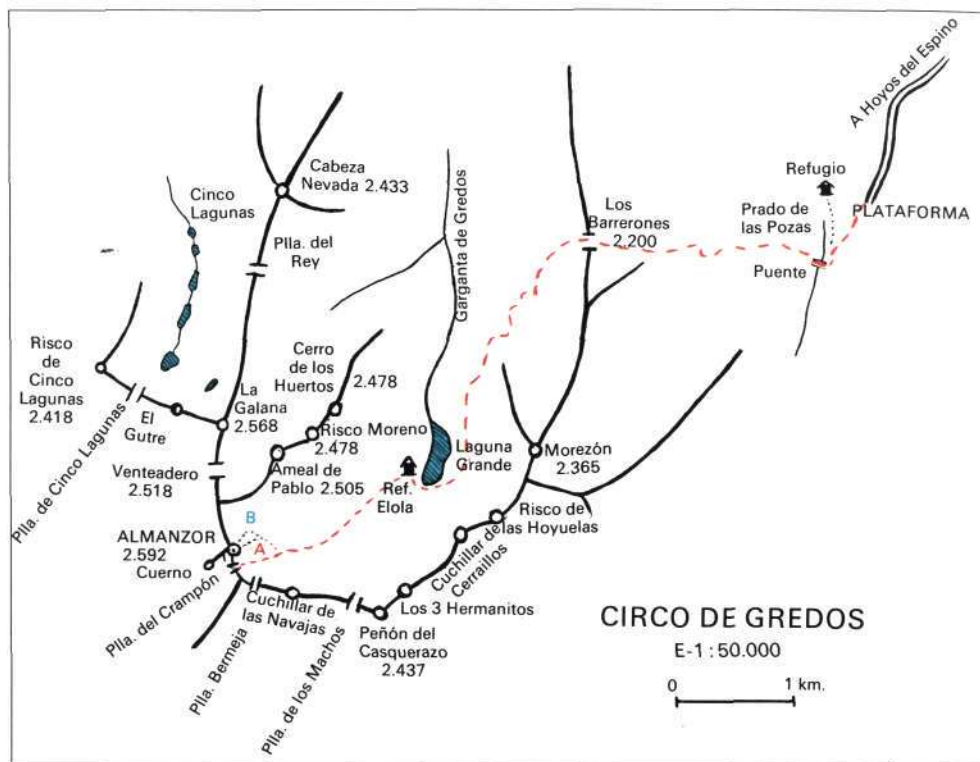 A Hoyos del Espino
Refugio
PLATAFORMA
Prado de
las Pozas
Puente
Los
Barrerones
2.200
Cabeza
Nevada 2.433
Cinco
Lagunas
Plla. del
Rey
Garganta de Gredos
Risco
de
Cinco
Lagunas
2.418
El
Gutre
Plla. de Cinco Lagunas
La
Galana
2.568
Cerro
de los
Huertos
2.478
Risco Moreno
2.478
Ameal de
Pablo 2.505
Venteadero
2.518
Ref.
Elola
Laguna
Grande
Morezón
2.365
Risco de
las Hoyuelas
Cuchillar de
Cerraillos
Los 3 Hermanitos
Peñón del
Casquerazo
2.437
Plla. de los Machos
Cuchillar de
las Navajas
Plla. Bermeja
Plla. del Crampón
ALMANZOR
2.592
Cuerno
B
A
CIRCO DE GREDOS
E-1 : 50.000
0
1 km.